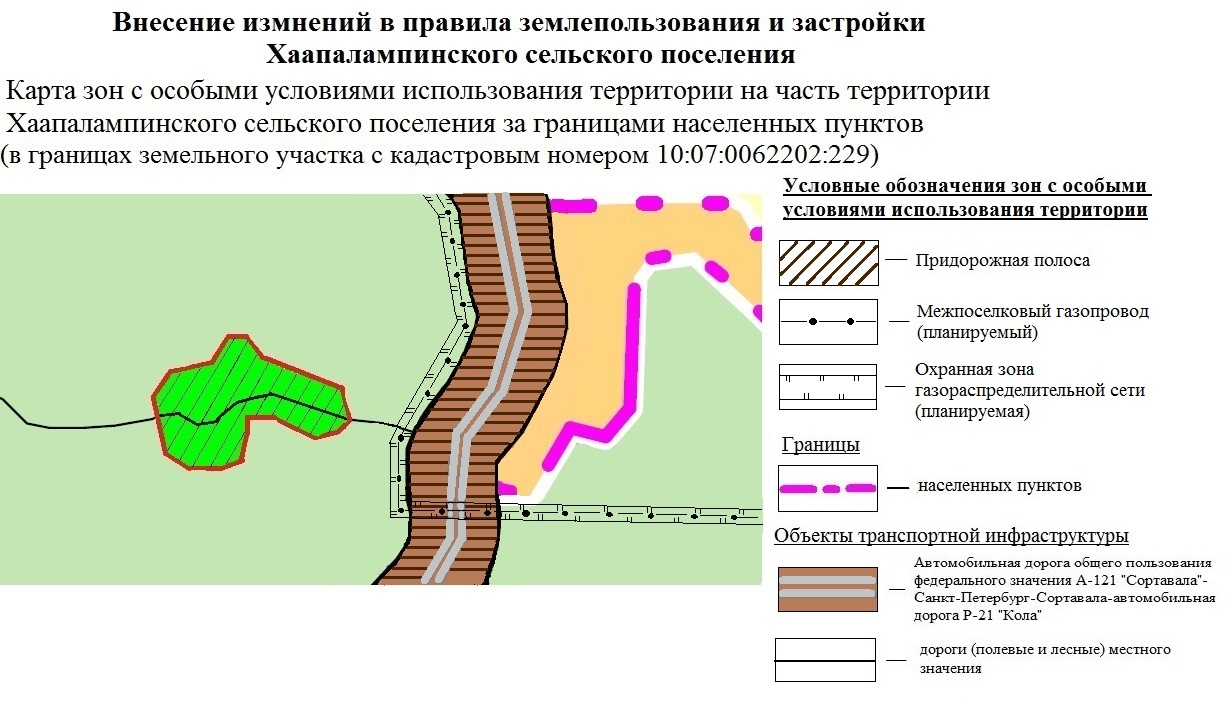 Внесение измнений в правила землепользования и застройки
Хаапалампинского сельского поселения
Карта зон с особыми условиями использования территории на часть территории
Хаапалампинского сельского поселения за границами населенных пунктов
(в границах земельного участка с кадастровым номером 10:07:0062202:229)
Условные обозначения зон с особыми
условиями использования территории
Придорожная полоса
Межпоселковый газопровод
(планируемый)
Охранная зона
газораспределительной сети
(планируемая)
Границы
населенных пунктов
Объекты транспортной инфраструктуры
Автомобильная дорога общего пользования
федерального значения А-121 "Сортавала"-
Санкт-Петербург-Сортавала-автомобильная
дорога Р-21 "Кола"
дороги (полевые и лесные) местного
значения